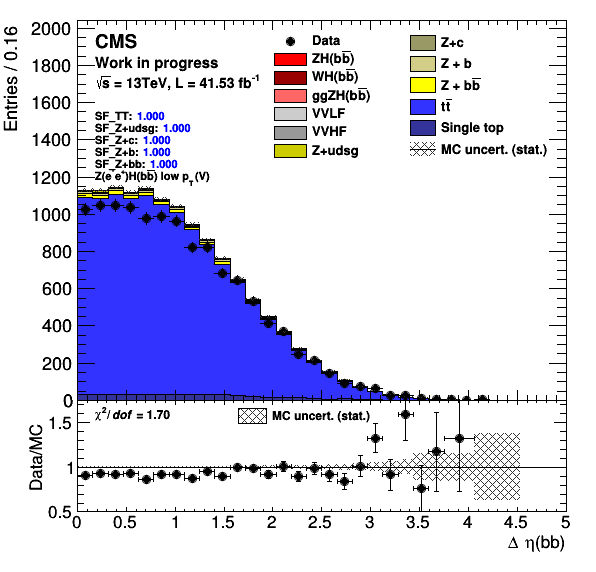 CMS
Work in progress
√s = 13TeV, L = 41.53 fb⁻¹
SF_TT: 1.000
SF_Z+udsg: 1.000
SF_Z+c: 1.000
SF_Z+b: 1.000
SF_Z+bb: 1.000
Z(e⁻e⁺)H(bb̅) low p_T(V)
Data
ZH(bb̅)
WH(bb̅)
ggZH(bb̅)
VVLF
VVHF
Z+udsg
Z+c
Z + b
Z + bb̅
tt̅
Single top
MC uncert. (stat.)
Entries / 0.16
2000
1800
1600
1400
1200
1000
800
600
400
200
0
χ²/dof = 1.70
MC uncert. (stat.)
Data/MC
1.5
1
0.5
0
0.5
1
1.5
2
2.5
3
3.5
4
4.5
5
Δ η(bb)